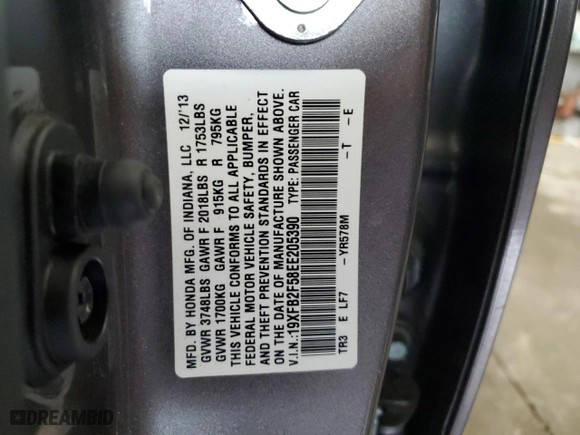 MFD. BY HONDA MFG. OF INDIANA, LLC 12/'13
GVWR 3748LBS GAWR F 2018LBS R 1753LBS
GVWR 1700KG GAWR F 915KG R 795KG
THIS VEHICLE CONFORMS TO ALL APPLICABLE
FEDERAL MOTOR VEHICLE SAFETY, BUMPER,
AND THEFT PREVENTION STANDARDS IN EFFECT
ON THE DATE OF MANUFACTURE SHOWN ABOVE.
V.I.N.:19XFB2F58EE205390 TYPE: PASSENGER CAR
TR3 E LF7 -YR578M -T -E
DREAMBID